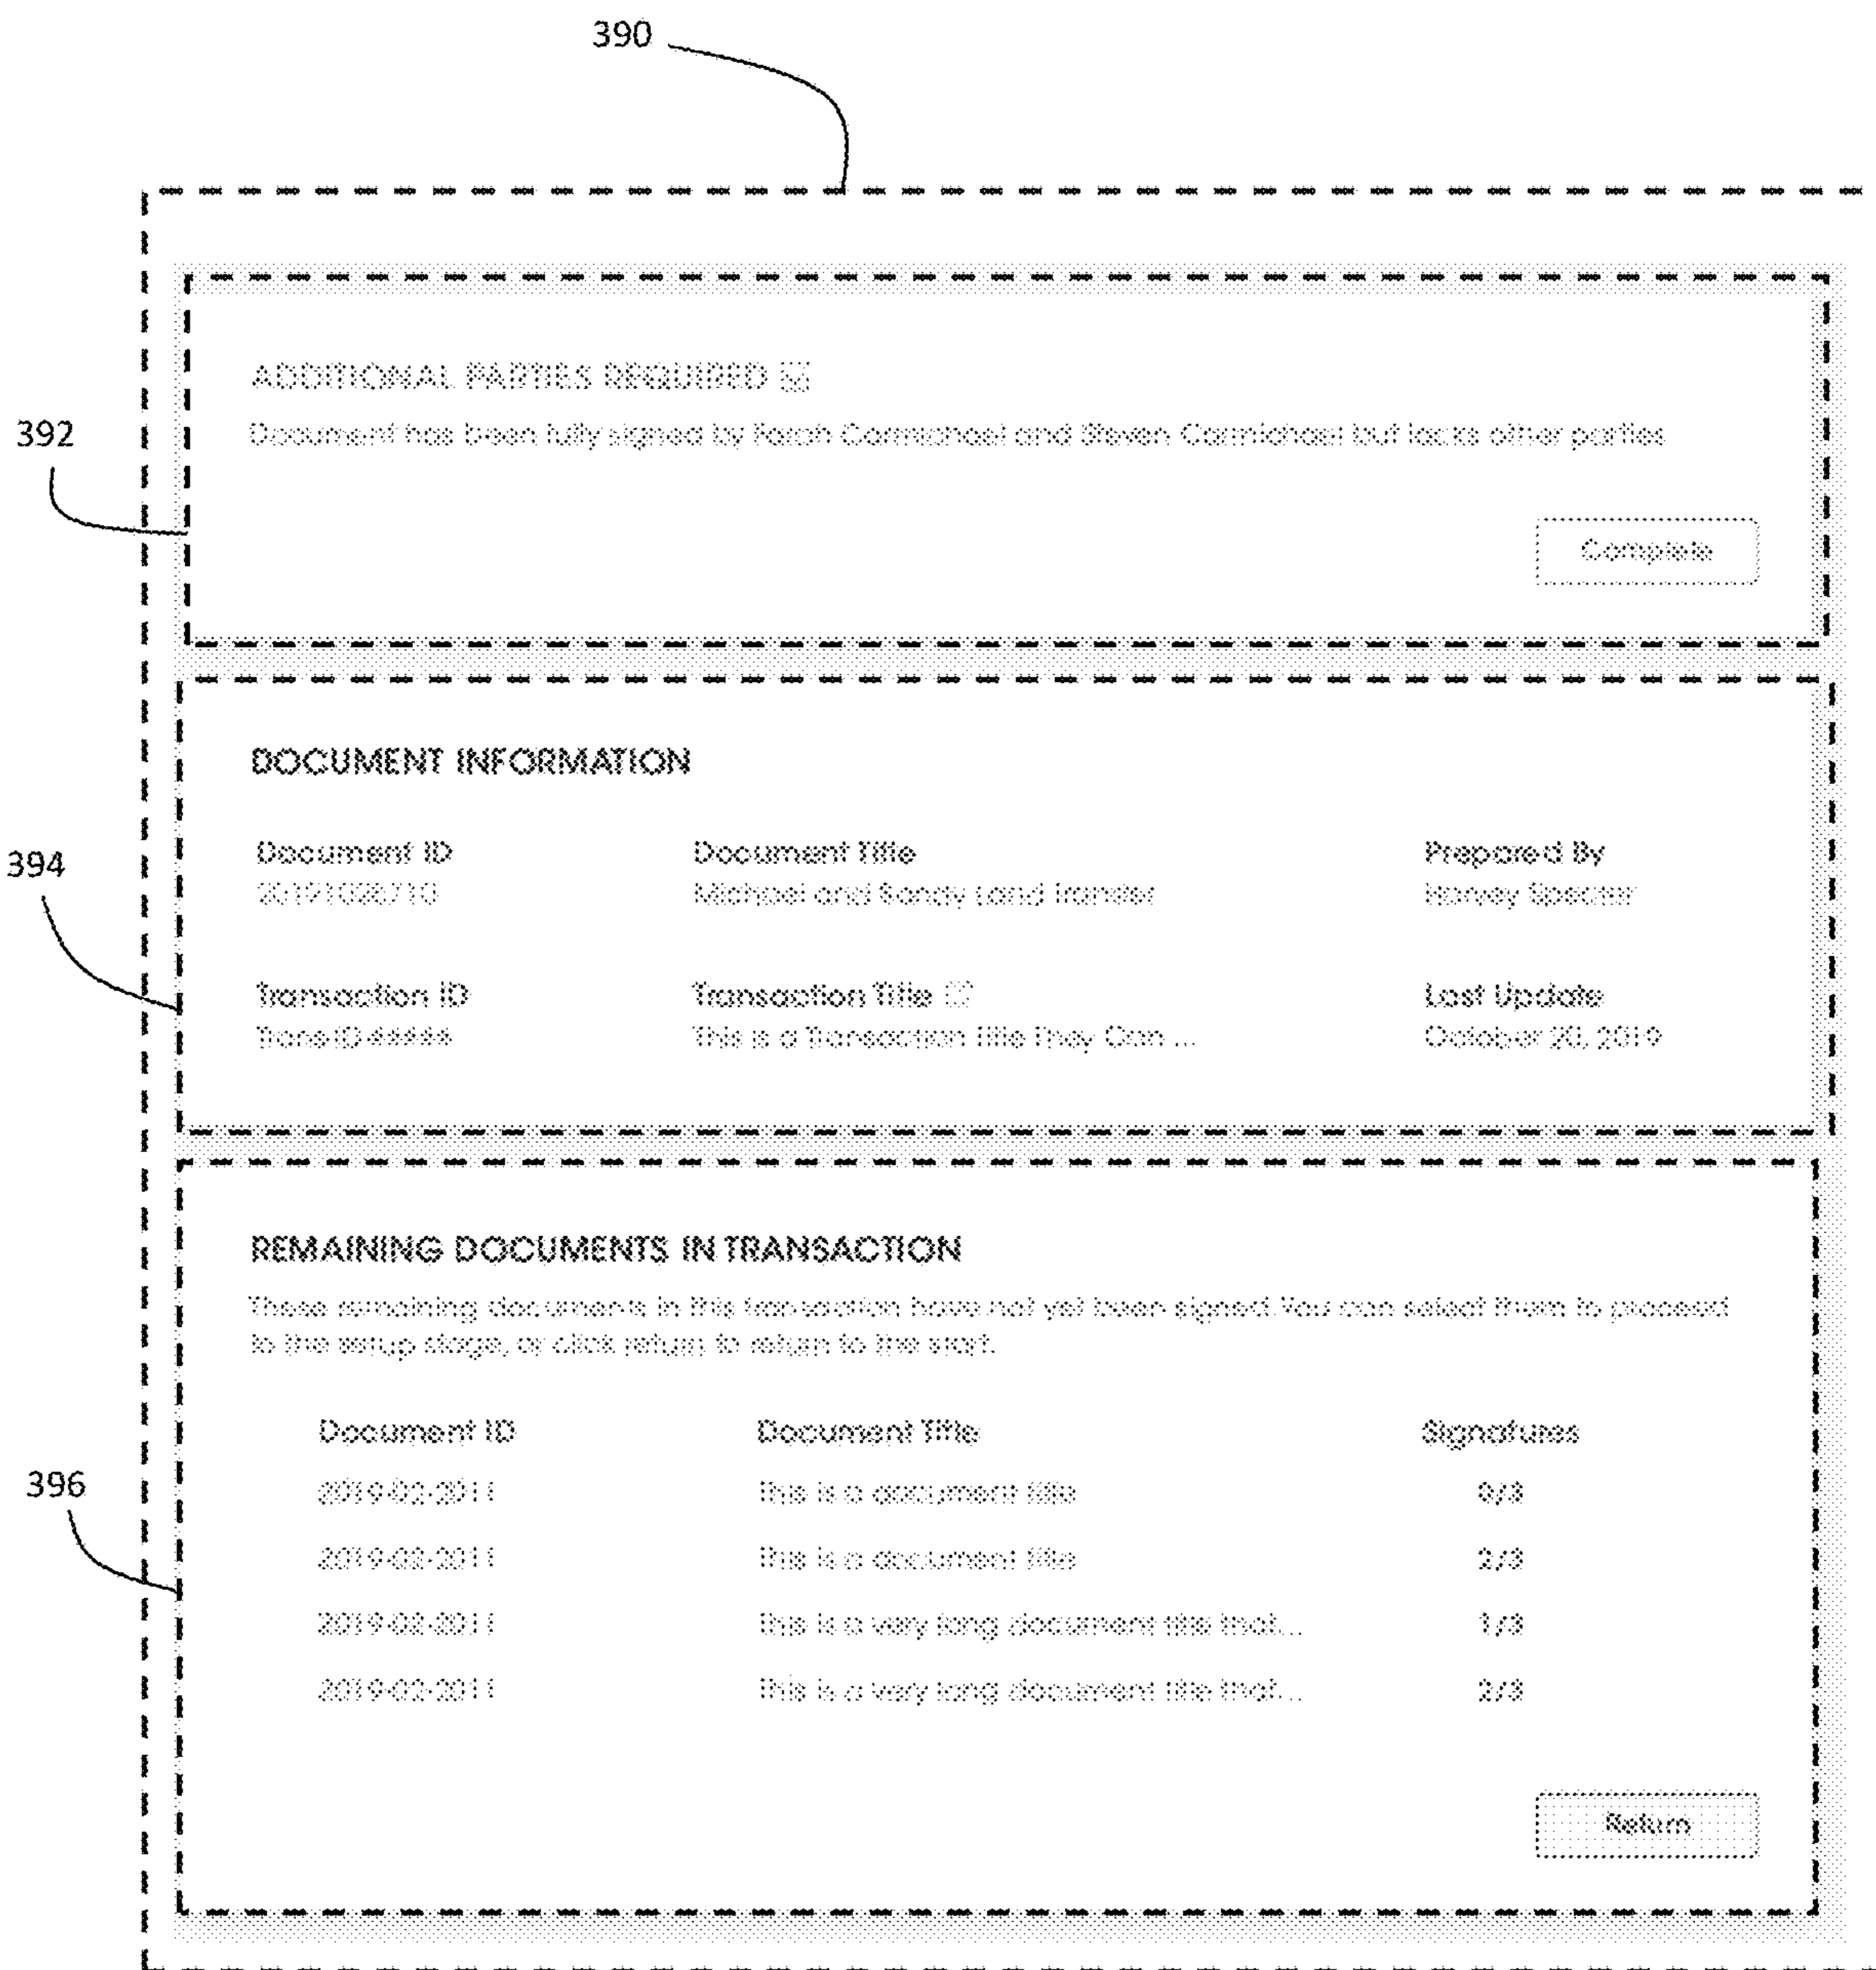 390
ADDITIONAL PARTIES REQUIRED
392
Document has been fully signed by Farah Carmichael and Steven Carmichael but lacks other parties
Complete
DOCUMENT INFORMATION
394
Document ID Document Title Prepared By
20191028710 Michael and Sandy Land Transfer Harvey Specter
Transaction ID Transaction Title Last Update
TransID##### This is a Transaction Title They Can ... October 20, 2019
REMAINING DOCUMENTS IN TRANSACTION
These remaining documents in this transaction have not yet been signed. You can select them to proceed
to the setup stage, or click return to return to the start.
Document ID Document Title Signatures
396
2019-02-2011 This is a document title 0/3
2019-02-2011 This is a document title 2/3
2019-02-2011 This is a very long document title that... 1/3
2019-02-2011 This is a very long document title that... 2/3
Return